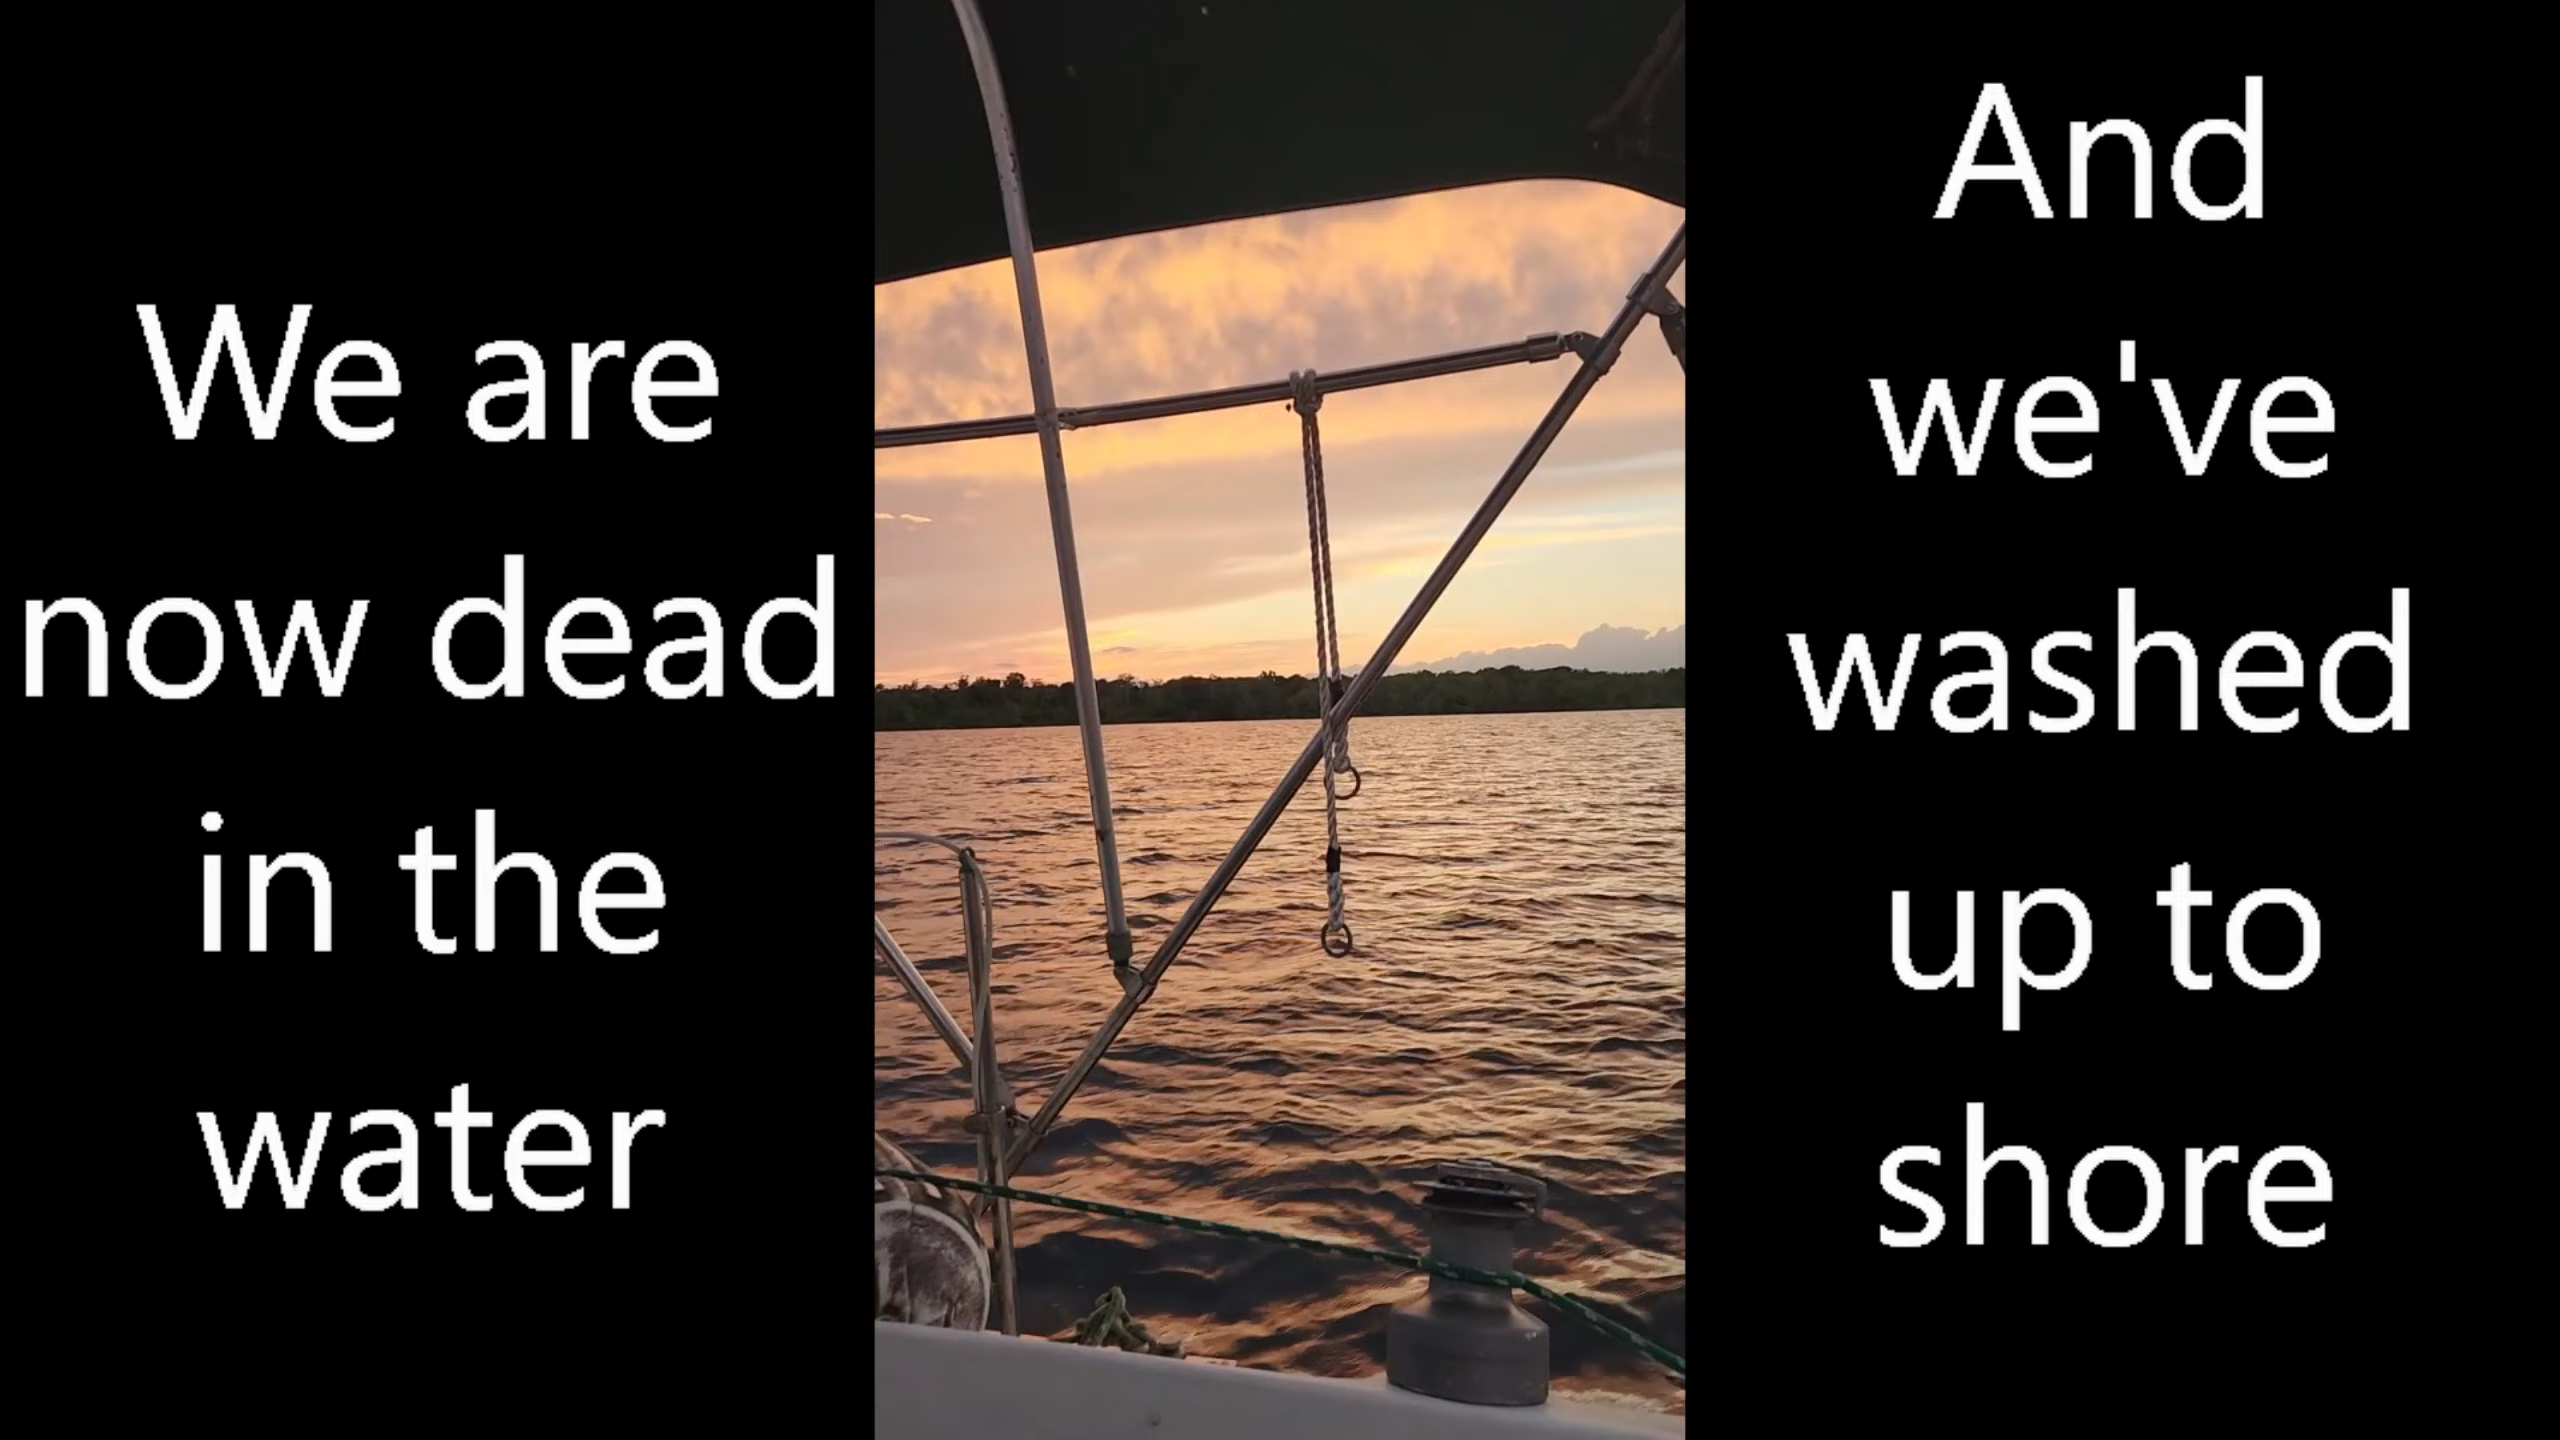 We are
now dead
in the
water
And
we've
washed
up to
shore